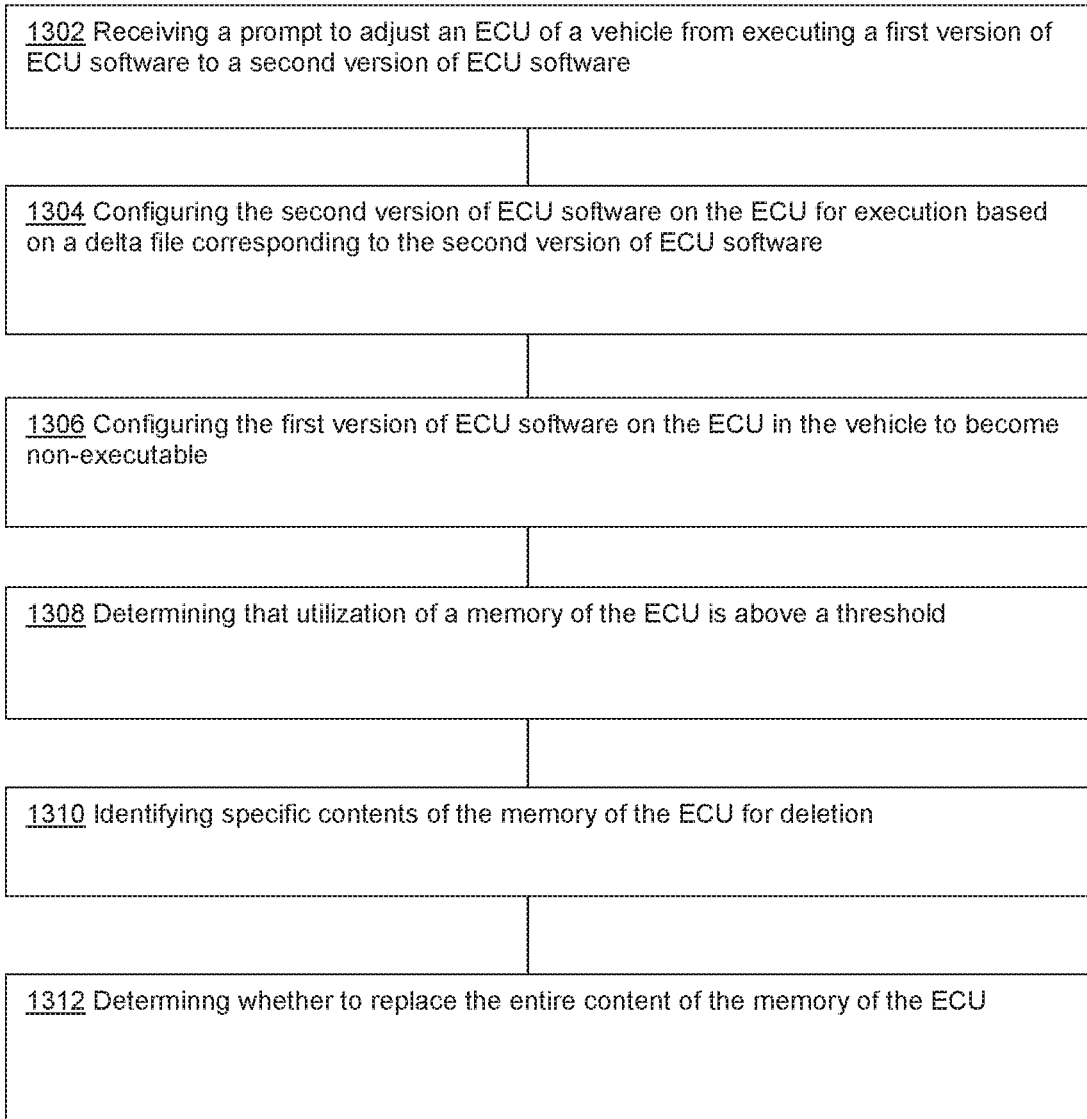 1302 Receiving a prompt to adjust an ECU of a vehicle from executing a first version of
ECU software to a second version of ECU software
1304 Configuring the second version of ECU software on the ECU for execution based
on a delta file corresponding to the second version of ECU software
1306 Configuring the first version of ECU software on the ECU in the vehicle to become
non-executable
1308 Determining that utilization of a memory of the ECU is above a threshold
1310 Identifying specific contents of the memory of the ECU for deletion
1312 Determinng whether to replace the entire content of the memory of the ECU